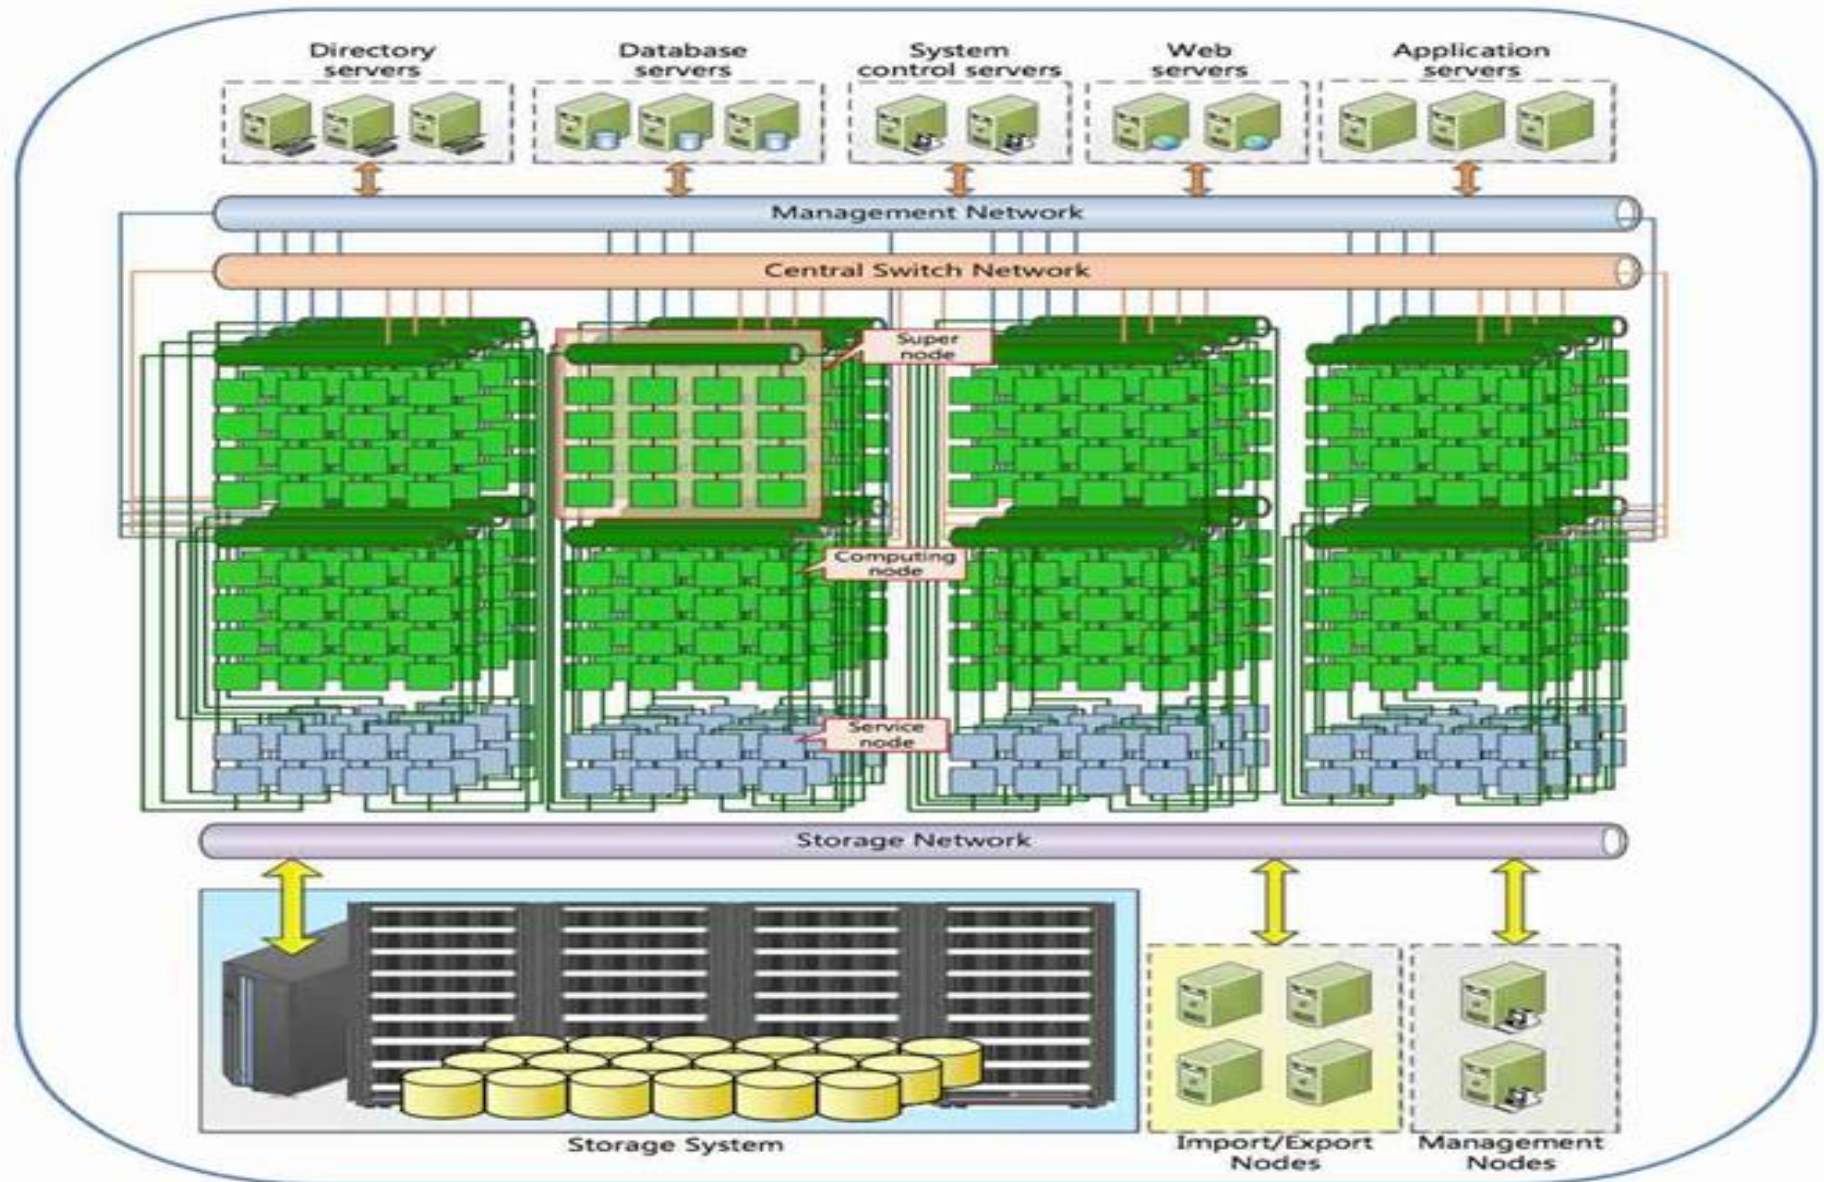 Directory
servers
Database
servers
System
control servers
Web
servers
Application
servers
Management Network
Central Switch Network
Super
node
Computing
node
Service
node
Storage Network
Storage System
Import/Export
Nodes
Management
Nodes